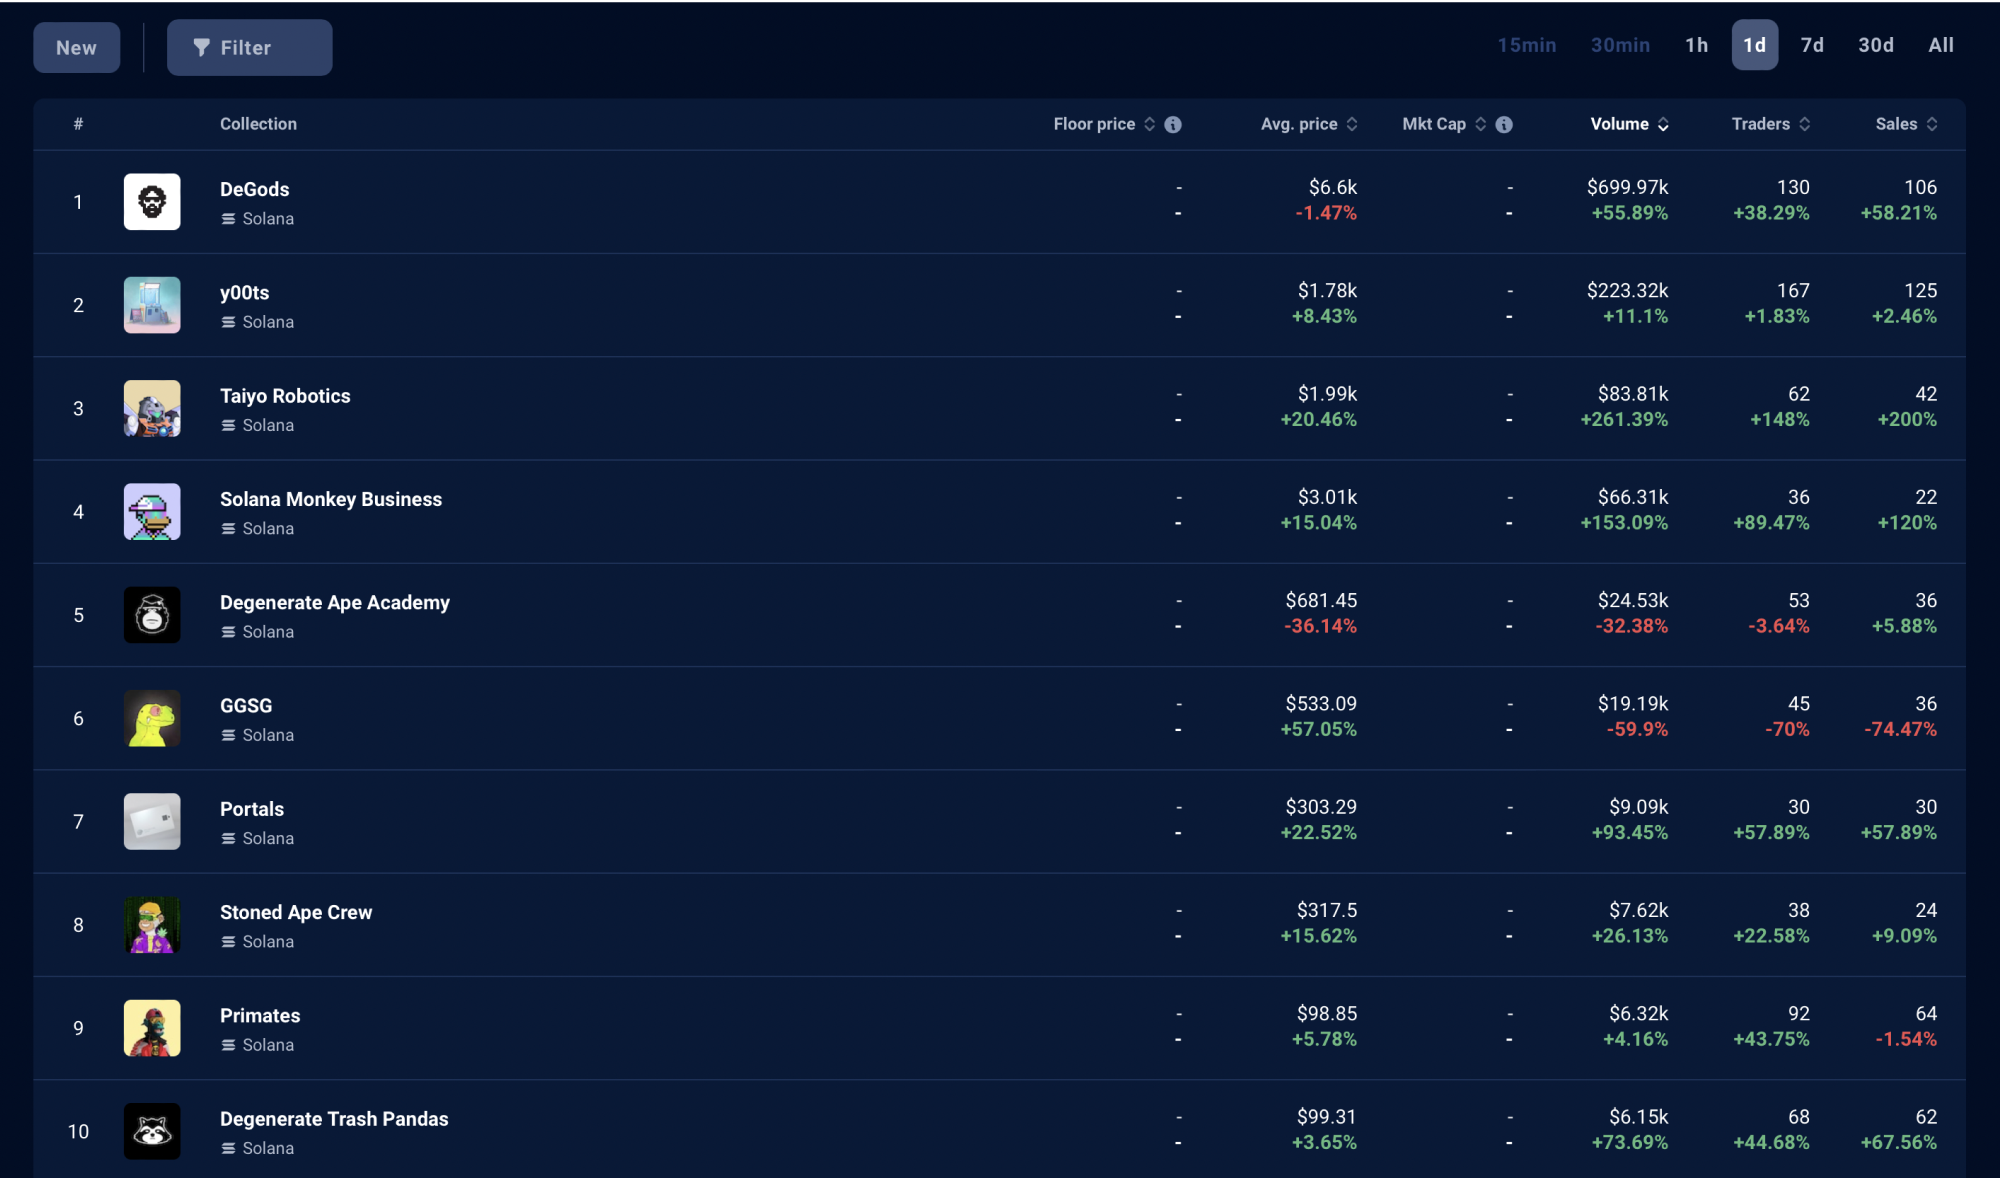 New
Filter
15min 30min 1h 1d 7d 30d All
# Collection Floor price Avg. price Mkt Cap Volume Traders Sales
1 DeGods - $6.6k - $699.97k 130 106
Solana - -1.47% - +55.89% +38.29% +58.21%
2 y00ts - $1.78k - $223.32k 167 125
Solana - +8.43% - +11.1% +1.83% +2.46%
3 Taiyo Robotics - $1.99k - $83.81k 62 42
Solana - +20.46% - +261.39% +148% +200%
4 Solana Monkey Business - $3.01k - $66.31k 36 22
Solana - +15.04% - +153.09% +89.47% +120%
5 Degenerate Ape Academy - $681.45 - $24.53k 53 36
Solana - -36.14% - -32.38% -3.64% +5.88%
6 GGSG - $533.09 - $19.19k 45 36
Solana - +57.05% - -59.9% -70% -74.47%
7 Portals - $303.29 - $9.09k 30 30
Solana - +22.52% - +93.45% +57.89% +57.89%
8 Stoned Ape Crew - $317.5 - $7.62k 38 24
Solana - +15.62% - +26.13% +22.58% +9.09%
9 Primates - $98.85 - $6.32k 92 64
Solana - +5.78% - +4.16% +43.75% -1.54%
10 Degenerate Trash Pandas - $99.31 - $6.15k 68 62
Solana - +3.65% - +73.69% +44.68% +67.56%